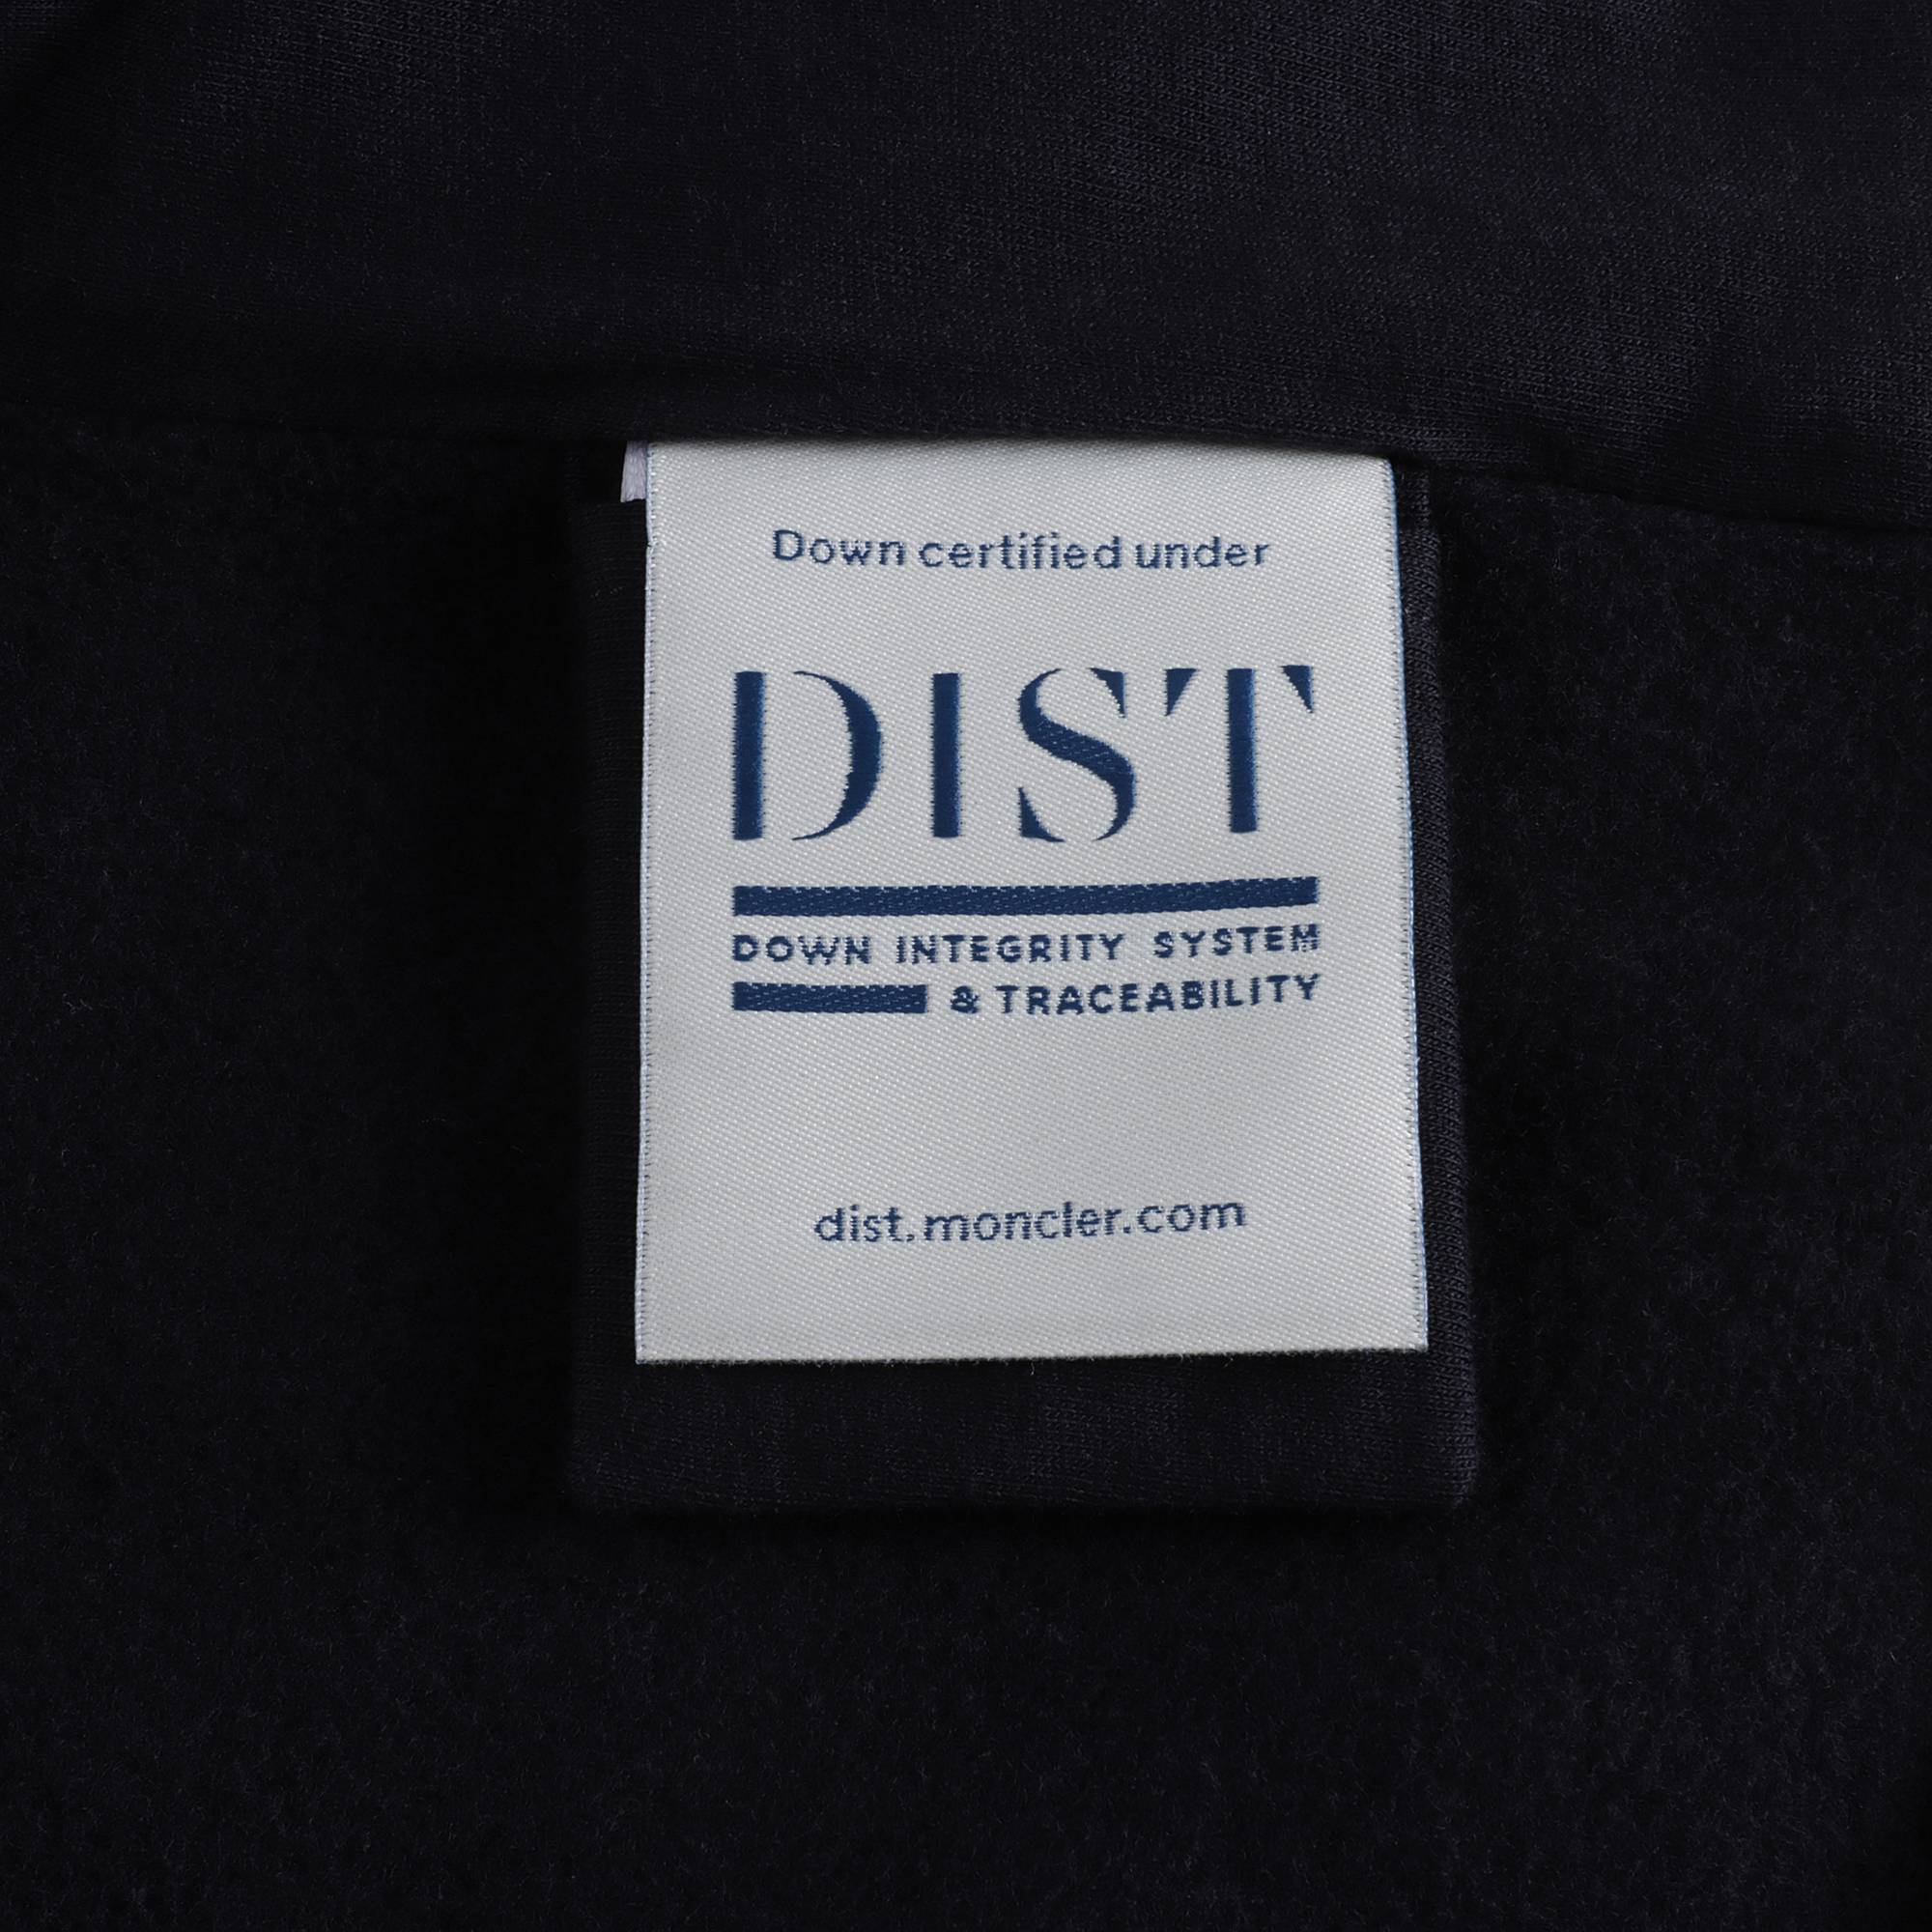 Down certified under
DIST
DOWN INTEGRITY SYSTEM
& TRACEABILITY
dist.moncler.com